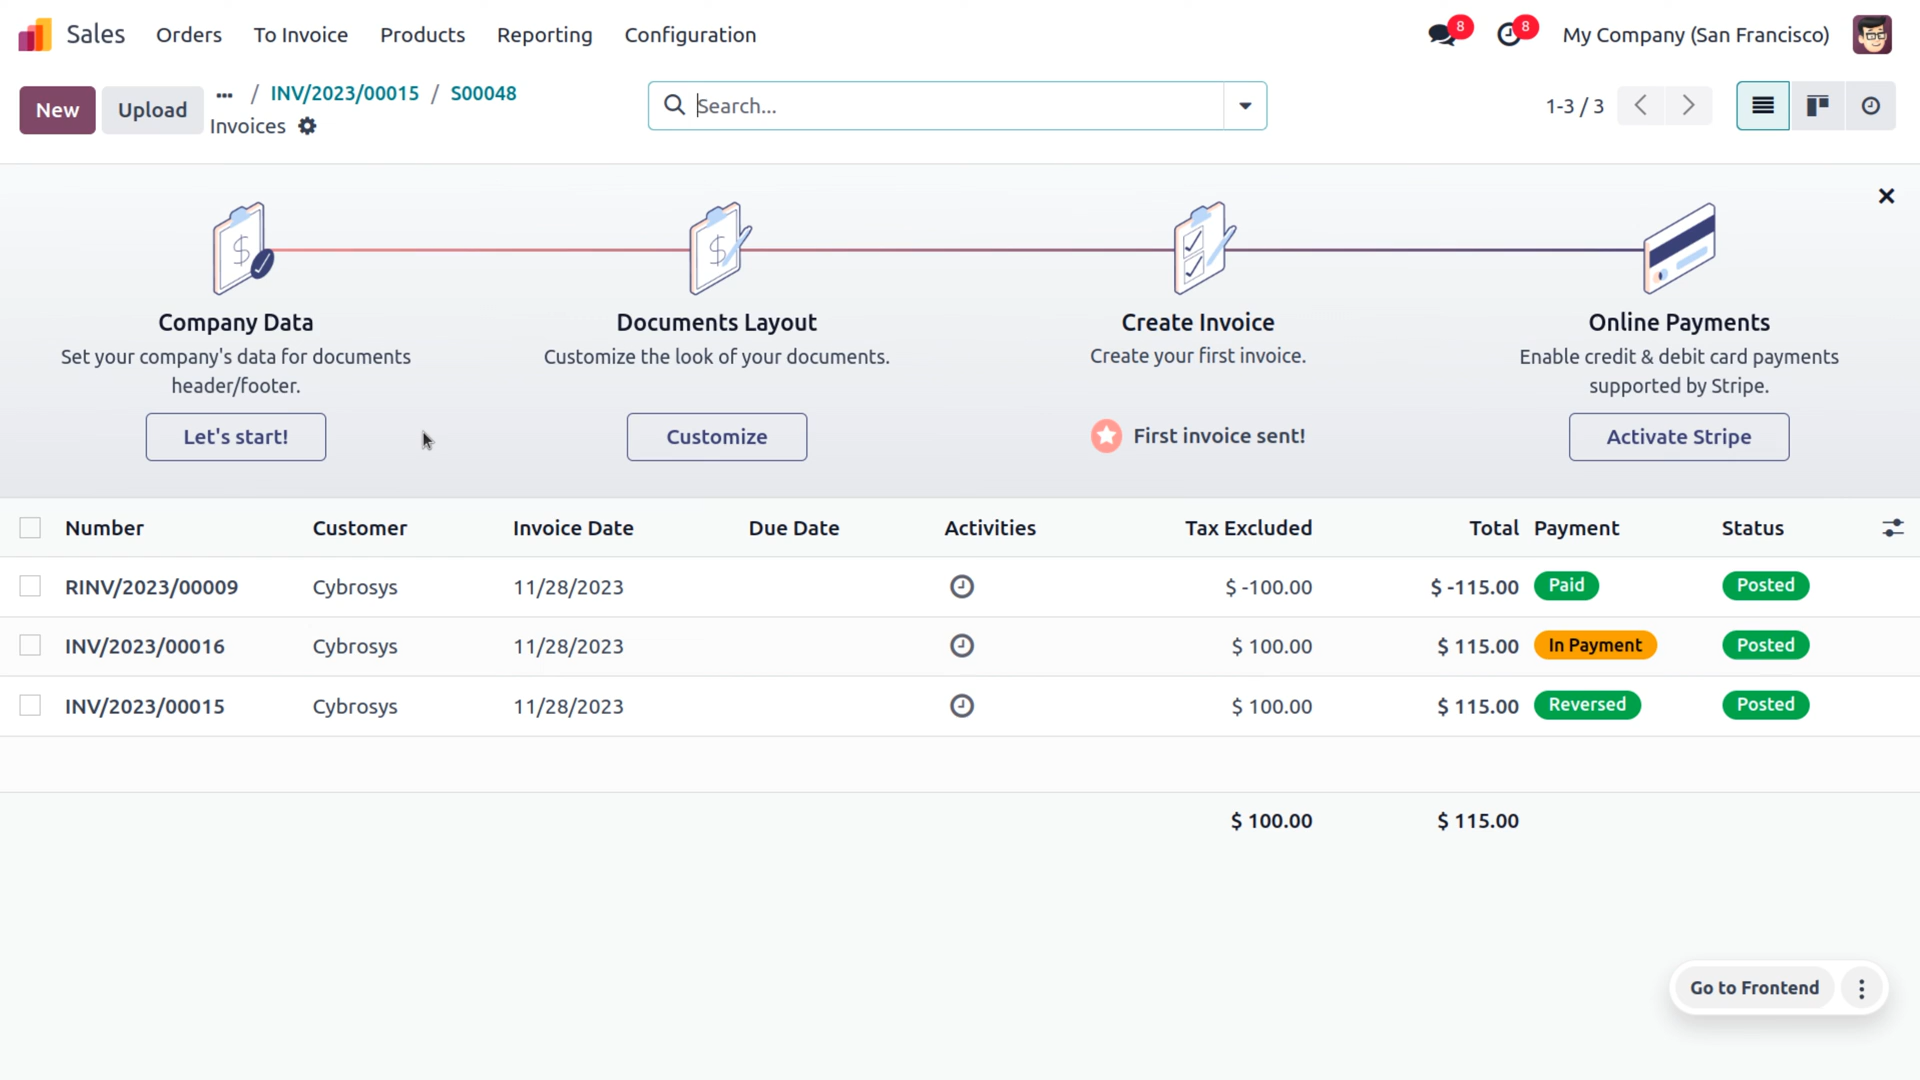 Sales Orders To Invoice Products Reporting Configuration 8 8 My Company (San Francisco)
New Upload ... / INV/2023/00015 / S00048
Invoices
Search...
1-3 / 3
Company Data
Set your company's data for documents
header/footer.
Let's start!
Documents Layout
Customize the look of your documents.
Customize
Create Invoice
Create your first invoice.
First invoice sent!
Online Payments
Enable credit & debit card payments
supported by Stripe.
Activate Stripe
Number Customer Invoice Date Due Date Activities Tax Excluded Total Payment Status
RINV/2023/00009 Cybrosys 11/28/2023 $ -100.00 $ -115.00 Paid Posted
INV/2023/00016 Cybrosys 11/28/2023 $ 100.00 $ 115.00 In Payment Posted
INV/2023/00015 Cybrosys 11/28/2023 $ 100.00 $ 115.00 Reversed Posted
$ 100.00 $ 115.00
Go to Frontend